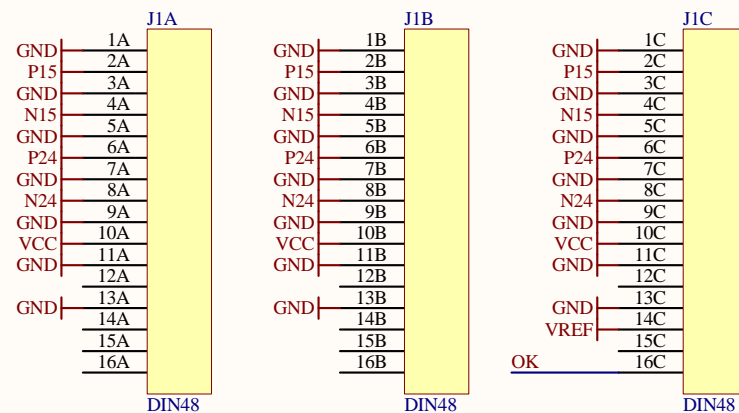 J1A J1B J1C
GND 1A GND 1B GND 1C
P15 2A P15 2B P15 2C
GND 3A GND 3B GND 3C
N15 4A N15 4B N15 4C
GND 5A GND 5B GND 5C
P24 6A P24 6B P24 6C
GND 7A GND 7B GND 7C
N24 8A N24 8B N24 8C
GND 9A GND 9B GND 9C
VCC 10A VCC 10B VCC 10C
GND 11A GND 11B GND 11C
12A 12B 12C
GND 13A GND 13B GND 13C
14A 14B VREF 14C
15A 15B 15C
16A 16B OK 16C
DIN48 DIN48 DIN48